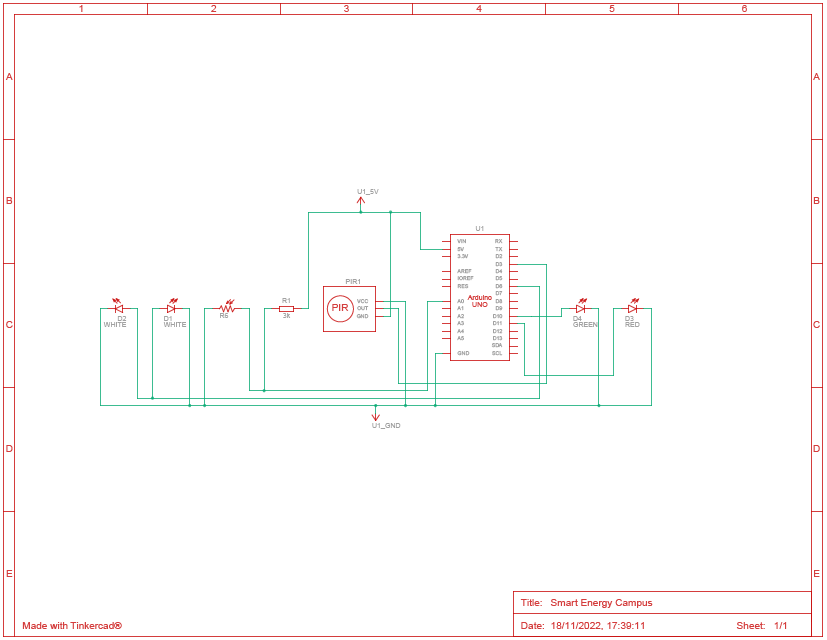 1 2 3 4 5 6
A A
B B
U1_5V
U1
VIN RX
5V TX
3.3V D2
D3
AREF D4
IOREF D5
RES D6
D7
A0 D8
A1 D9
A2 D10
A3 D11
A4 D12
A5 D13
SDA
GND SCL
Arduino
UNO
PIR1
PIR
VCC
OUT
GND
R1
3k
C C
D2
WHITE
D1
WHITE
R6
D4
GREEN
D3
RED
U1_GND
D D
E E
Title: Smart Energy Campus
Made with Tinkercad®
Date: 18/11/2022, 17:39:11 Sheet: 1/1